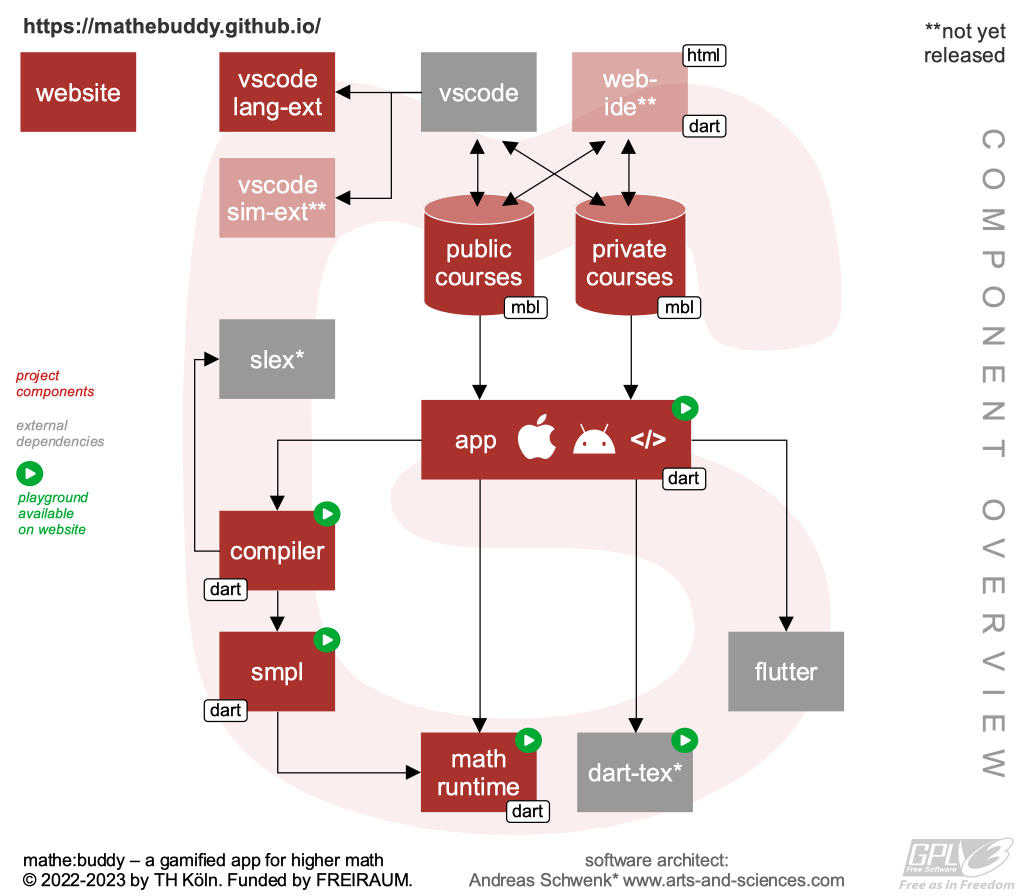 https://mathebuddy.github.io/
**not yet
released
website
vscode
lang-ext
vscode
web-
ide**
html
dart
vscode
sim-ext**
public
courses
mbl
private
courses
mbl
slex*
project
components
external
dependencies
playground
available
on website
app </>
dart
compiler
dart
smpl
dart
flutter
math
runtime
dart
dart-tex*
COMPONENT OVERVIEW
mathe:buddy – a gamified app for higher math
© 2022-2023 by TH Köln. Funded by FREIRAUM.
software architect:
Andreas Schwenk* www.arts-and-sciences.com
GPLv3
Free Software
Free as in Freedom